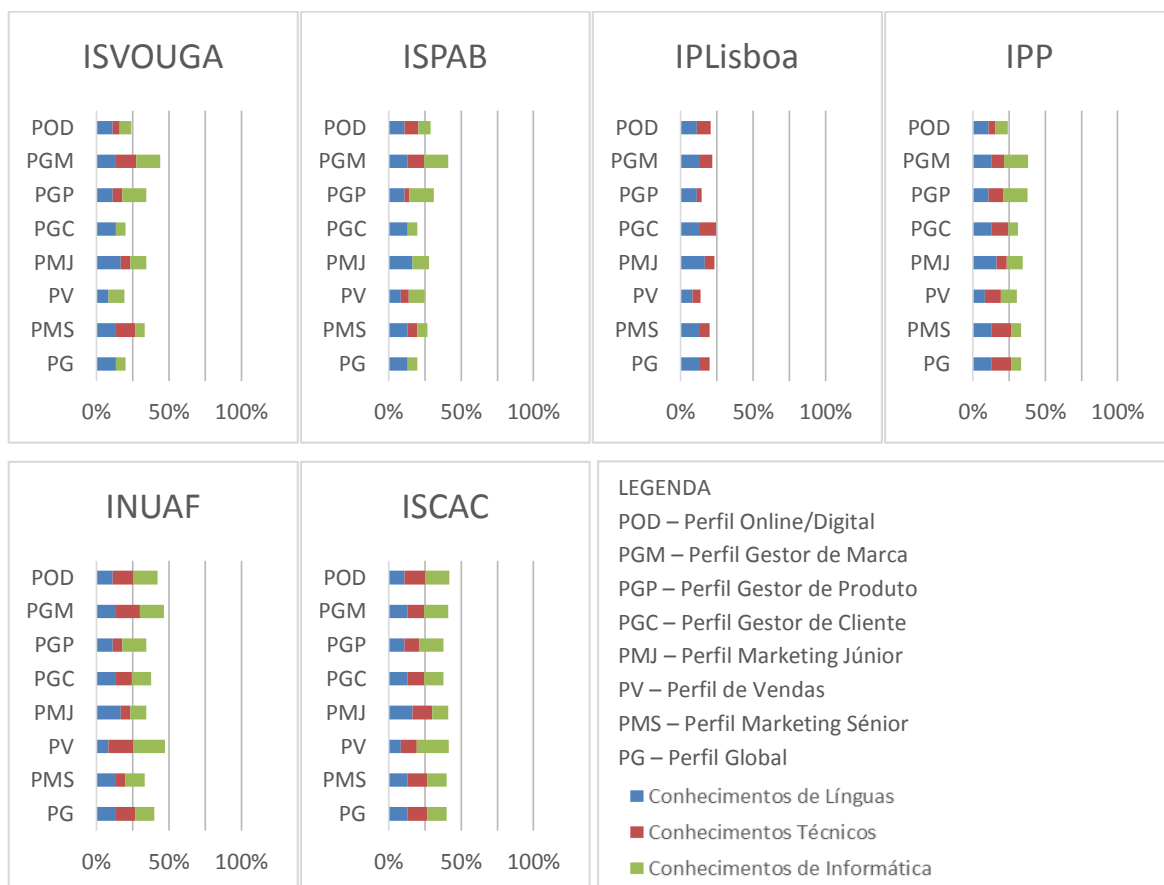 ISVOUGA
POD
PGM
PGP
PGC
PMJ
PV
PMS
PG
0% 50% 100%
ISPAB
POD
PGM
PGP
PGC
PMJ
PV
PMS
PG
0% 50% 100%
IPLisboa
POD
PGM
PGP
PGC
PMJ
PV
PMS
PG
0% 50% 100%
IPP
POD
PGM
PGP
PGC
PMJ
PV
PMS
PG
0% 50% 100%
INUAF
POD
PGM
PGP
PGC
PMJ
PV
PMS
PG
0% 50% 100%
ISCAC
POD
PGM
PGP
PGC
PMJ
PV
PMS
PG
0% 50% 100%
LEGENDA
POD – Perfil Online/Digital
PGM – Perfil Gestor de Marca
PGP – Perfil Gestor de Produto
PGC – Perfil Gestor de Cliente
PMJ – Perfil Marketing Júnior
PV – Perfil de Vendas
PMS – Perfil Marketing Sénior
PG – Perfil Global
Conhecimentos de Línguas
Conhecimentos Técnicos
Conhecimentos de Informática